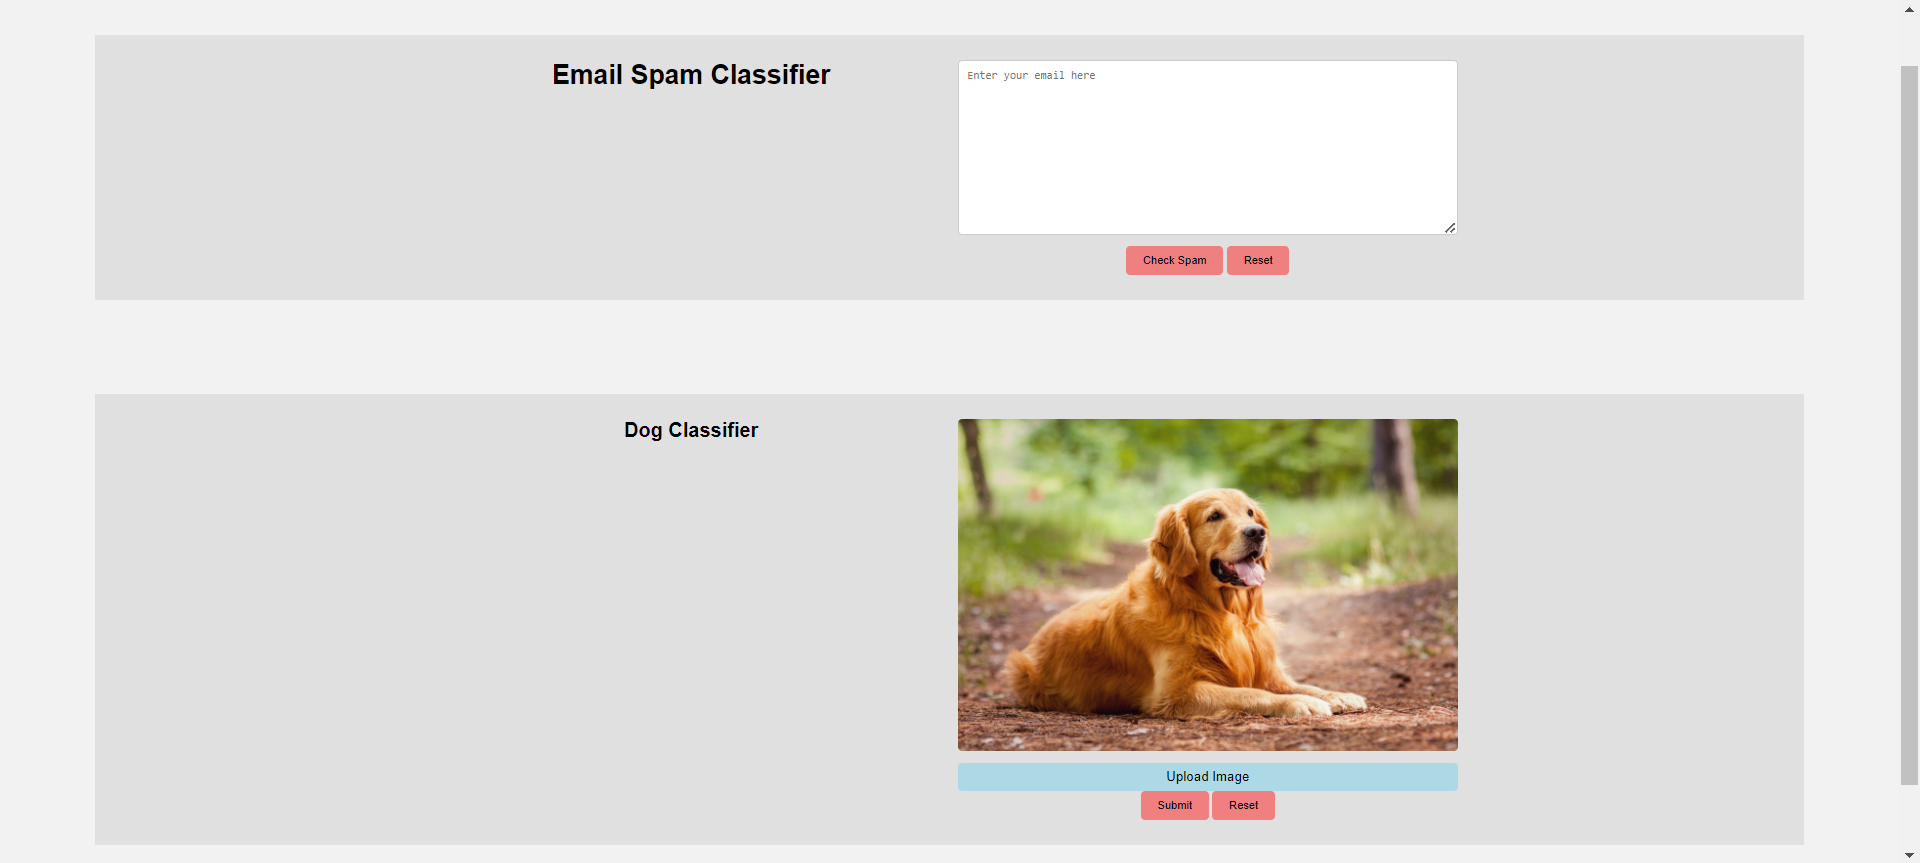 Email Spam Classifier
Enter your email here
Check Spam
Reset
Dog Classifier
Upload Image
Submit
Reset